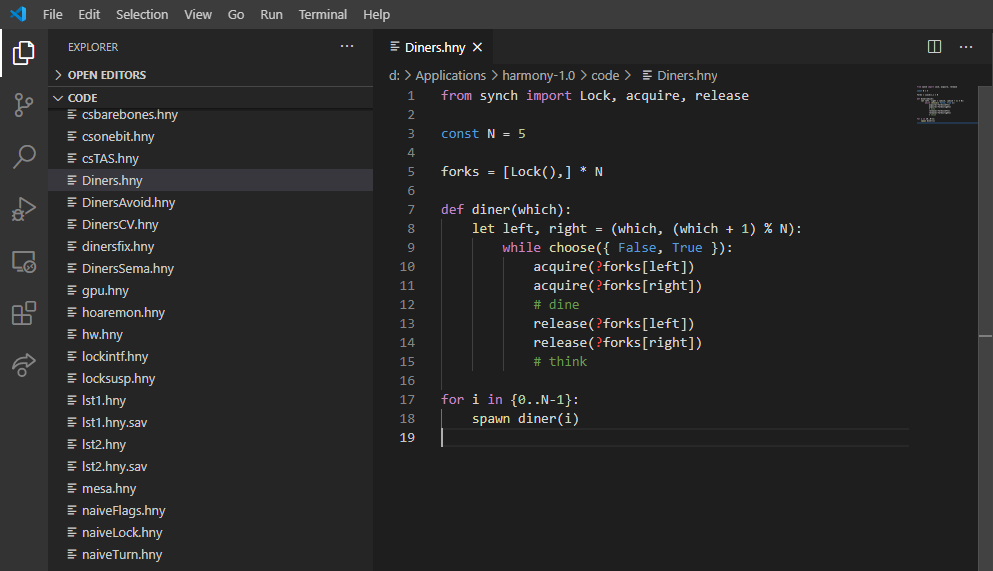 File Edit Selection View Go Run Terminal Help
EXPLORER
OPEN EDITORS
CODE
csbarebones.hny
csonebit.hny
csTAS.hny
Diners.hny
DinersAvoid.hny
DinersCV.hny
dinersfix.hny
DinersSema.hny
gpu.hny
hoaremon.hny
hw.hny
lockintf.hny
locksusp.hny
lst1.hny
lst1.hny.sav
lst2.hny
lst2.hny.sav
mesa.hny
naiveFlags.hny
naiveLock.hny
naiveTurn.hny
Diners.hny
d: > Applications > harmony-1.0 > code > Diners.hny
1 from synch import Lock, acquire, release
2
3 const N = 5
4
5 forks = [Lock(),] * N
6
7 def diner(which):
8     let left, right = (which, (which + 1) % N):
9         while choose({ False, True }):
10             acquire(?forks[left])
11             acquire(?forks[right])
12             # dine
13             release(?forks[left])
14             release(?forks[right])
15             # think
16
17 for i in {0..N-1}:
18     spawn diner(i)
19